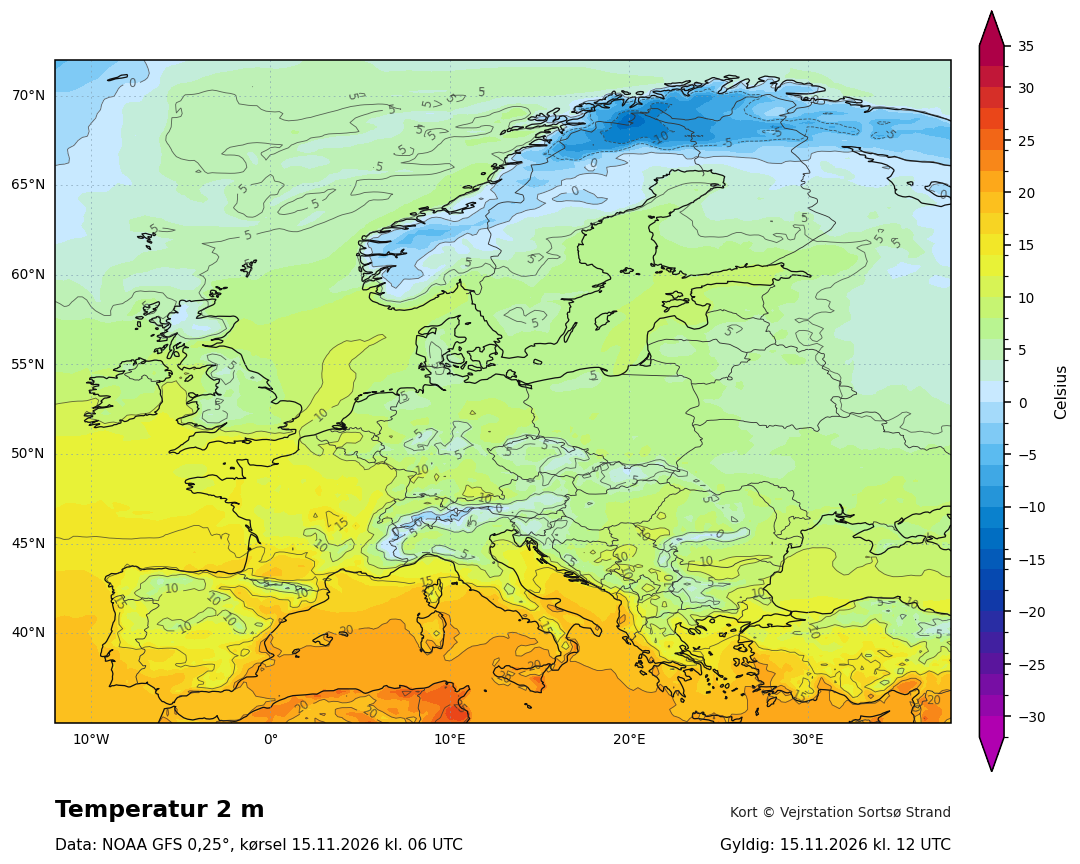 70°N
65°N
60°N
55°N
50°N
45°N
40°N
10°W 0° 10°E 20°E 30°E
35
30
25
20
15
10
5
0
−5
−10
−15
−20
−25
−30
Celsius
Temperatur 2 m
Kort © Vejrstation Sortsø Strand
Data: NOAA GFS 0,25°, kørsel 15.11.2026 kl. 06 UTC
Gyldig: 15.11.2026 kl. 12 UTC